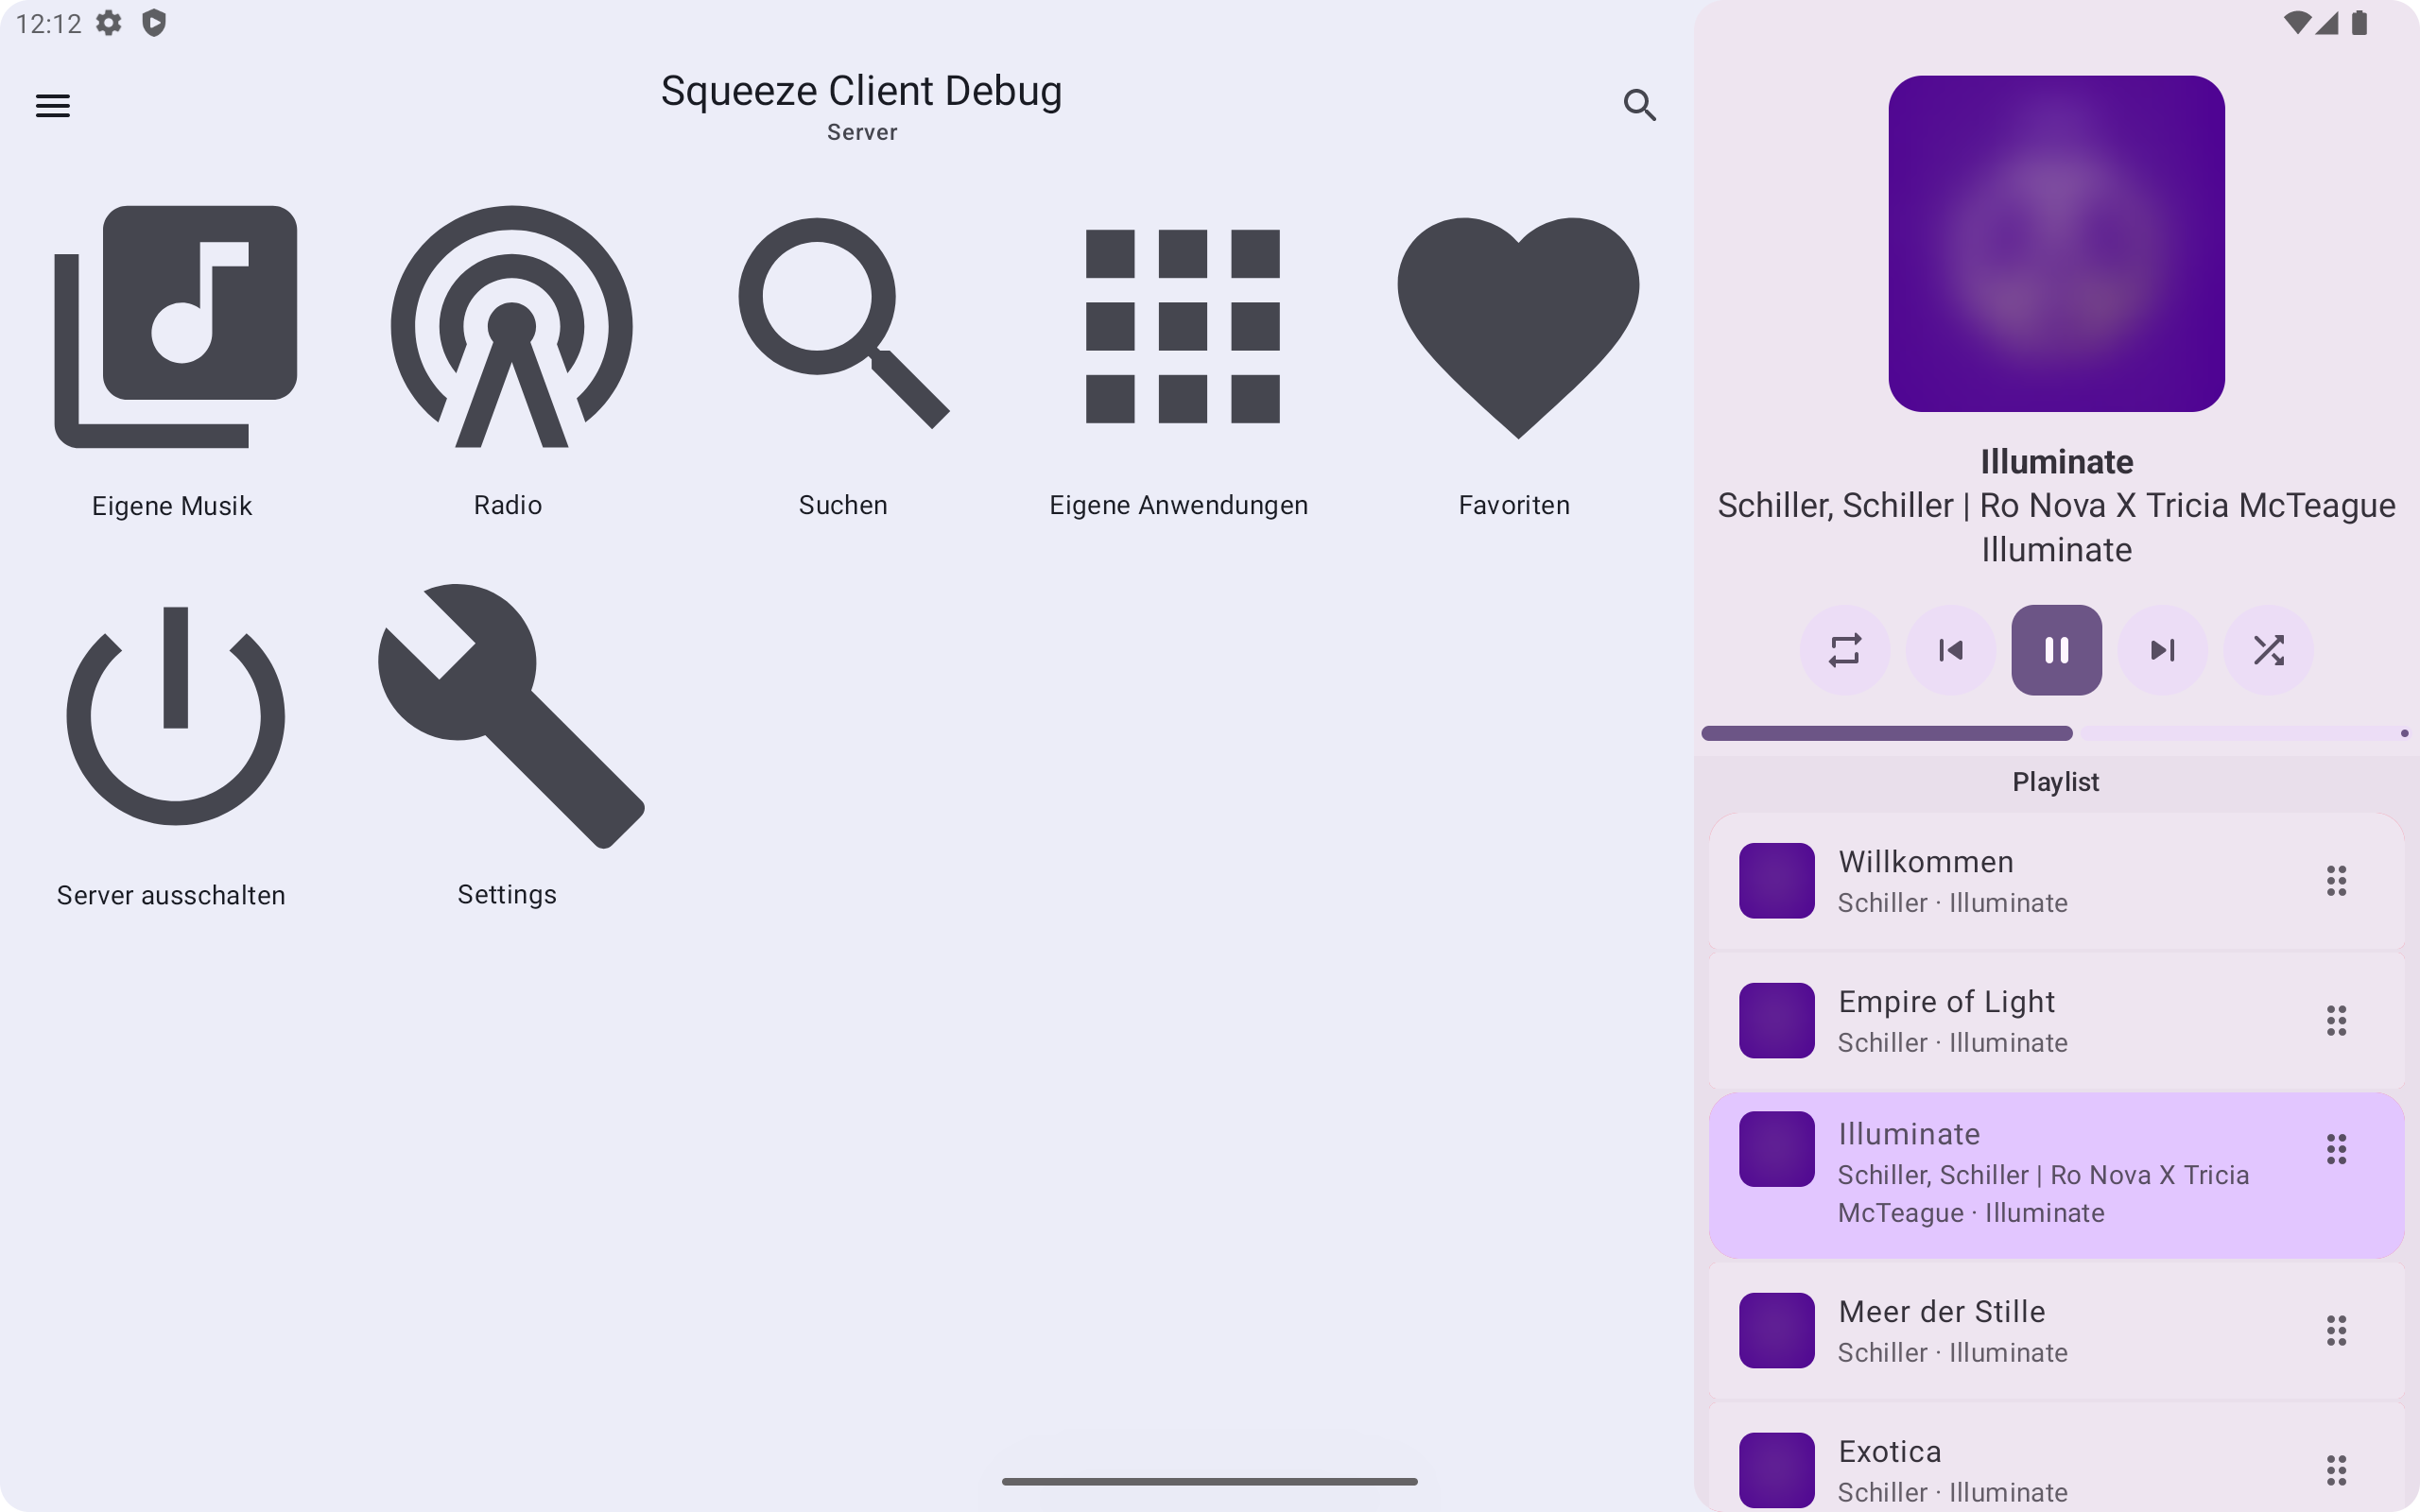 12:12
Squeeze Client Debug
Server
Eigene Musik
Radio
Suchen
Eigene Anwendungen
Favoriten
Server ausschalten
Settings
Illuminate
Schiller, Schiller | Ro Nova X Tricia McTeague
Illuminate
Playlist
Willkommen
Schiller · Illuminate
Empire of Light
Schiller · Illuminate
Illuminate
Schiller, Schiller | Ro Nova X Tricia
McTeague · Illuminate
Meer der Stille
Schiller · Illuminate
Exotica
Schiller · Illuminate